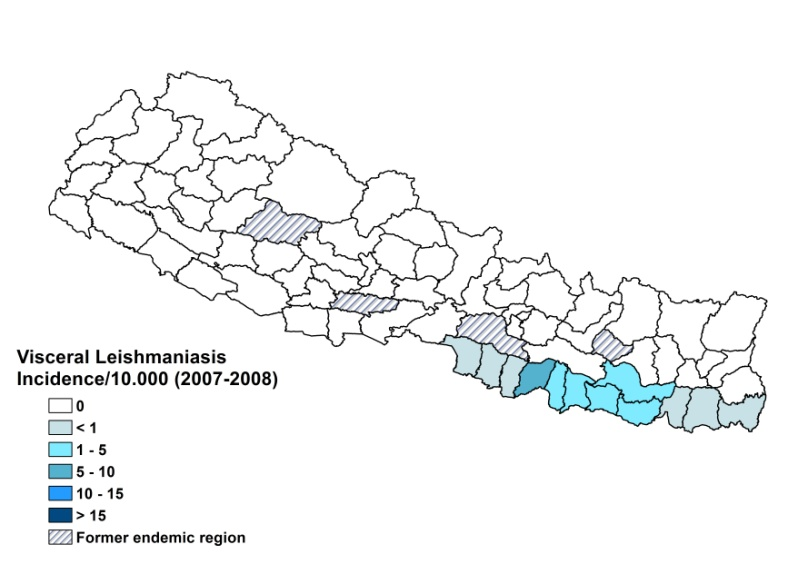 Visceral Leishmaniasis
Incidence/10.000 (2007-2008)
0
< 1
1 - 5
5 - 10
10 - 15
> 15
Former endemic region